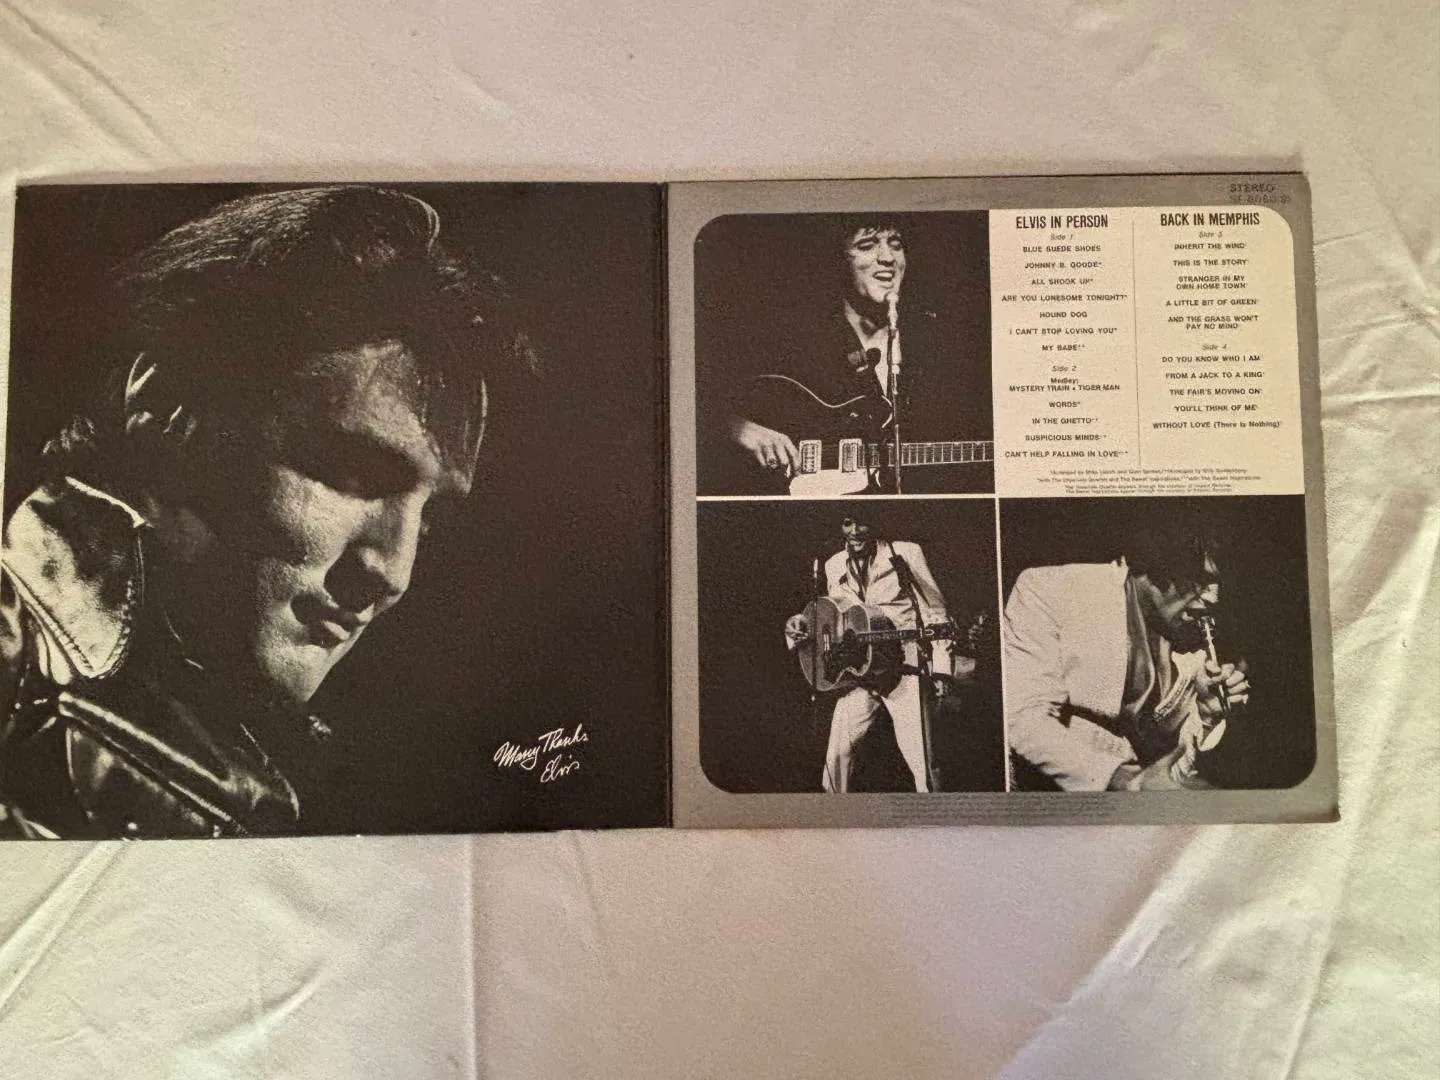 Many Thanks
Elvis
STEREO
ELVIS IN PERSON
Side 1
BLUE SUEDE SHOES
JOHNNY B. GOODE*
ALL SHOOK UP*
ARE YOU LONESOME TONIGHT?*
HOUND DOG
I CAN'T STOP LOVING YOU*
MY BABE**
Side 2
Medley:
MYSTERY TRAIN • TIGER MAN
WORDS*
IN THE GHETTO**
SUSPICIOUS MINDS**
CAN'T HELP FALLING IN LOVE**
BACK IN MEMPHIS
Side 3
INHERIT THE WIND
THIS IS THE STORY
STRANGER IN MY
OWN HOME TOWN
A LITTLE BIT OF GREEN
AND THE GRASS WON'T
PAY NO MIND
Side 4
DO YOU KNOW WHO I AM
FROM A JACK TO A KING
THE FAIR'S MOVING ON
YOU'LL THINK OF ME
WITHOUT LOVE (There Is Nothing)